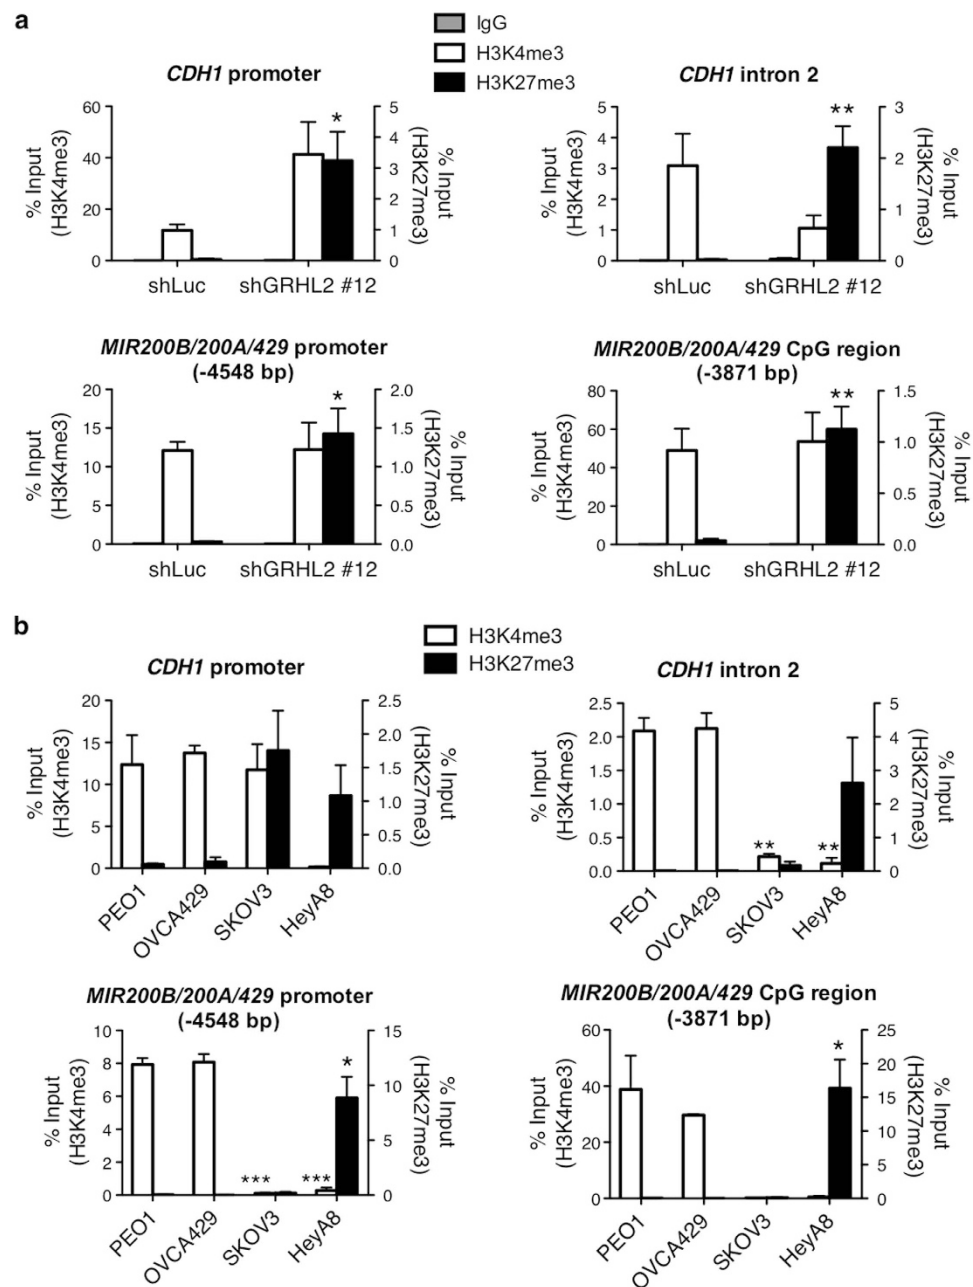 a
IgG
H3K4me3
H3K27me3
CDH1 promoter
% Input
(H3K4me3)
60
40
20
0
5
4
3
2
1
0
% Input
(H3K27me3)
*
shLuc
shGRHL2 #12
CDH1 intron 2
% Input
(H3K4me3)
5
4
3
2
1
0
3
2
1
0
% Input
(H3K27me3)
**
shLuc
shGRHL2 #12
MIR200B/200A/429 promoter
(-4548 bp)
% Input
(H3K4me3)
20
15
10
5
0
2.0
1.5
1.0
0.5
0.0
% Input
(H3K27me3)
*
shLuc
shGRHL2 #12
MIR200B/200A/429 CpG region
(-3871 bp)
% Input
(H3K4me3)
80
60
40
20
0
1.5
1.0
0.5
0.0
% Input
(H3K27me3)
**
shLuc
shGRHL2 #12
b
H3K4me3
H3K27me3
CDH1 promoter
% Input
(H3K4me3)
20
15
10
5
0
2.5
2.0
1.5
1.0
0.5
0.0
% Input
(H3K27me3)
PEO1
OVCA429
SKOV3
HeyA8
CDH1 intron 2
% Input
(H3K4me3)
2.5
2.0
1.5
1.0
0.5
0.0
5
4
3
2
1
0
% Input
(H3K27me3)
**
**
PEO1
OVCA429
SKOV3
HeyA8
MIR200B/200A/429 promoter
(-4548 bp)
% Input
(H3K4me3)
10
8
6
4
2
0
15
10
5
0
% Input
(H3K27me3)
***
***
*
PEO1
OVCA429
SKOV3
HeyA8
MIR200B/200A/429 CpG region
(-3871 bp)
% Input
(H3K4me3)
60
40
20
0
25
20
15
10
5
0
% Input
(H3K27me3)
*
PEO1
OVCA429
SKOV3
HeyA8